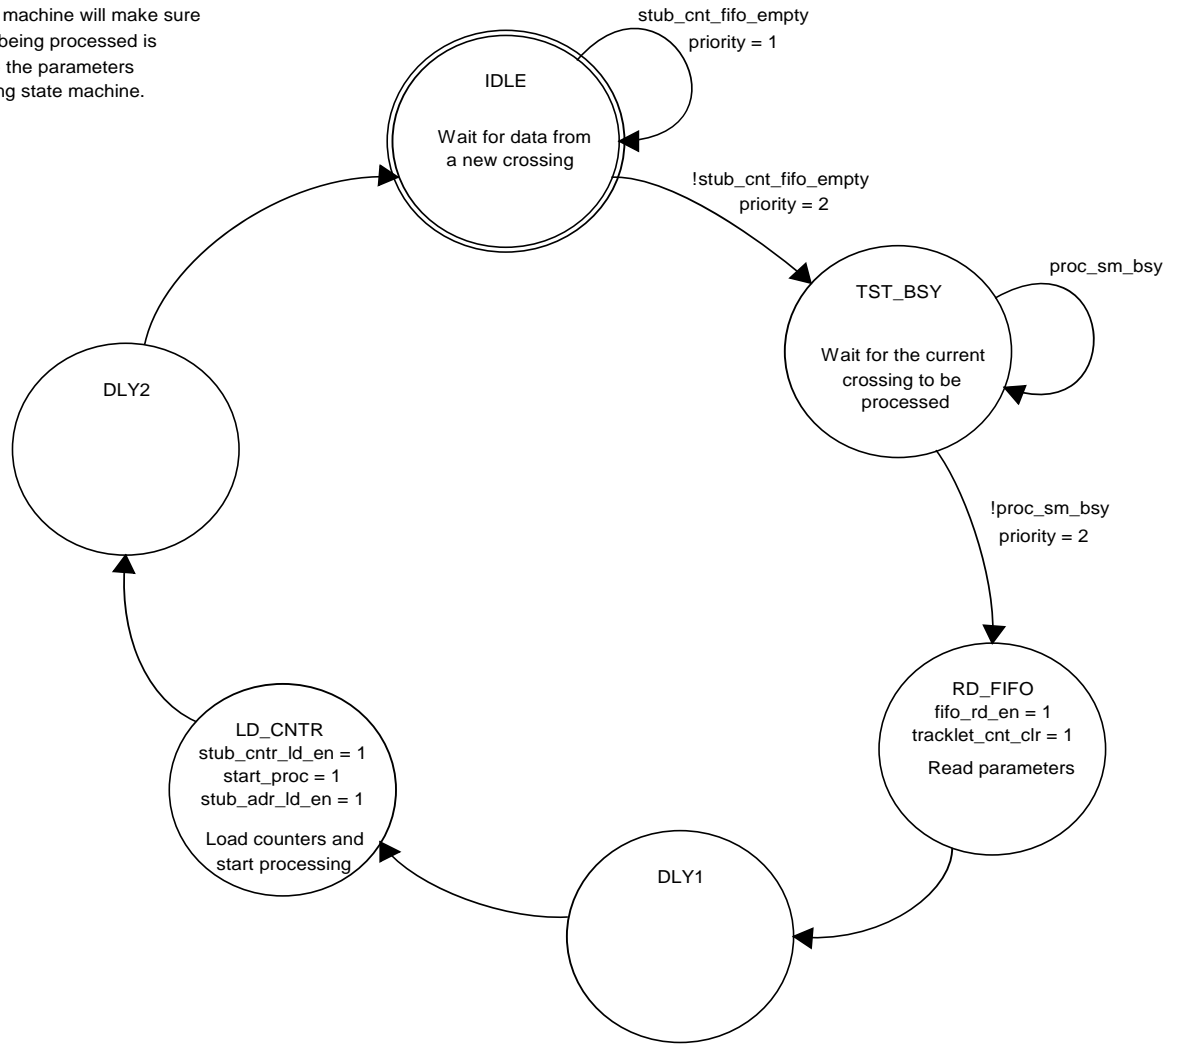 machine will make sure
being processed is
the parameters
ng state machine.
stub_cnt_fifo_empty
priority = 1
IDLE
Wait for data from
a new crossing
!stub_cnt_fifo_empty
priority = 2
proc_sm_bsy
TST_BSY
Wait for the current
crossing to be
processed
DLY2
!proc_sm_bsy
priority = 2
RD_FIFO
fifo_rd_en = 1
tracklet_cnt_clr = 1
Read parameters
LD_CNTR
stub_cntr_ld_en = 1
start_proc = 1
stub_adr_ld_en = 1
Load counters and
start processing
DLY1